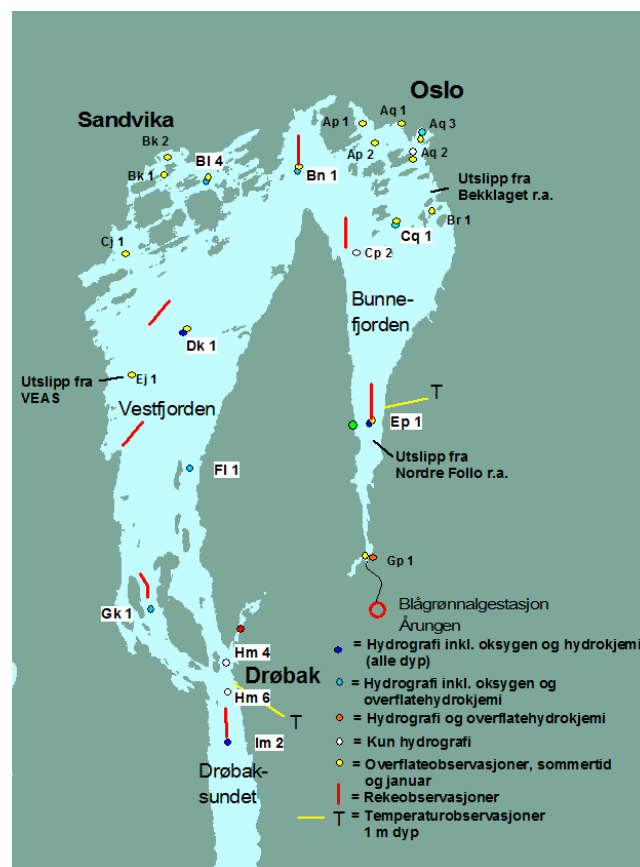 Oslo
Sandvika
Aq 1
Ap 1
Aq 3
Bk 2
Ap 2
Aq 2
Bl 4
Bk 1
Bn 1
Utslipp fra
Bekklaget r.a.
Br 1
Cq 1
Cj 1
Cp 2
Bunne-
fjorden
Dk 1
Utslipp fra
VEAS
Ej 1
T
Vestfjorden
Ep 1
Utslipp fra
Nordre Follo r.a.
Fl 1
Gp 1
Gk 1
Blågrønnalgestasjon
Årungen
Hm 4
Drøbak
Hm 6
T
Im 2
Drøbak-
sundet
= Hydrografi inkl. oksygen og hydrokjemi
(alle dyp)
= Hydrografi inkl. oksygen og
overflatehydrokjemi
= Hydrografi og overflatehydrokjemi
= Kun hydrografi
= Overflateobservasjoner, sommertid
og januar
= Rekeobservasjoner
T = Temperaturobservasjoner
1 m dyp